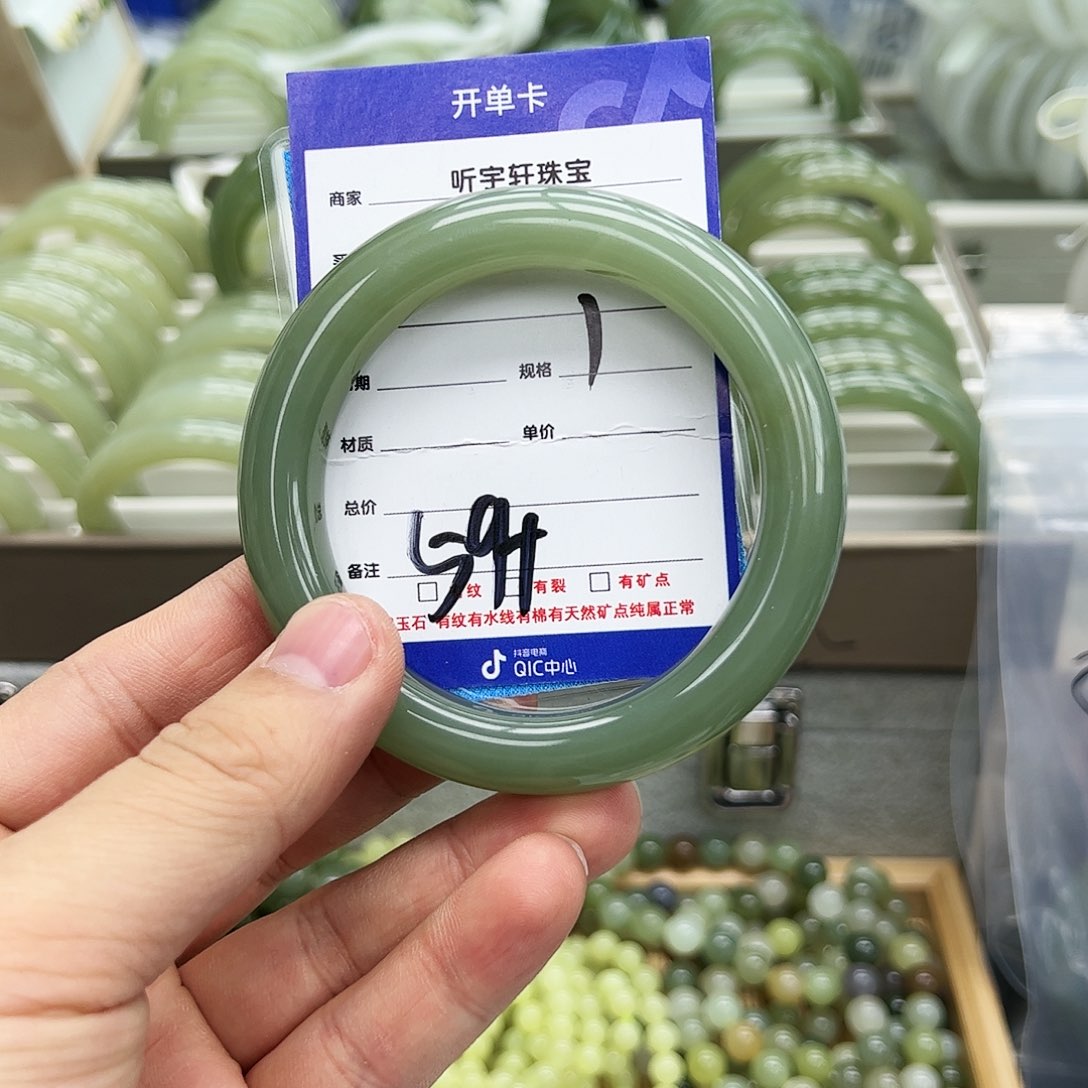 开单卡
商家 听宇轩珠宝
期 规格 1
材质 单价
总价
59
备注
纹 有裂 有矿点
玉石 有纹有水线有棉有天然矿点纯属正常
抖音电商
QIC中心